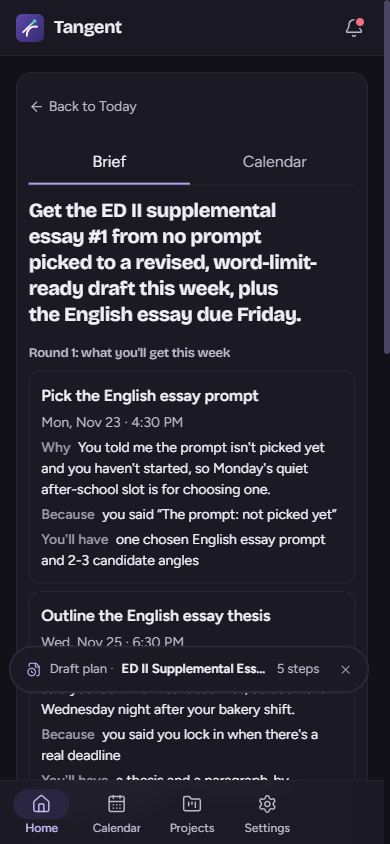 Tangent
Back to Today
Brief
Calendar
Get the ED II supplemental
essay #1 from no prompt
picked to a revised, word-limit-
ready draft this week, plus
the English essay due Friday.
Round 1: what you'll get this week
Pick the English essay prompt
Mon, Nov 23 · 4:30 PM
Why You told me the prompt isn't picked yet
and you haven't started, so Monday's quiet
after-school slot is for choosing one.
Because you said “The prompt: not picked yet”
You'll have one chosen English essay prompt
and 2-3 candidate angles
Outline the English essay thesis
Wed, Nov 25 · 6:30 PM
Draft plan · ED II Supplemental Ess... 5 steps
Wednesday night after your bakery shift.
Because you said you lock in when there's a
real deadline
You'll have a thesis and a paragraph-by-
Home
Calendar
Projects
Settings